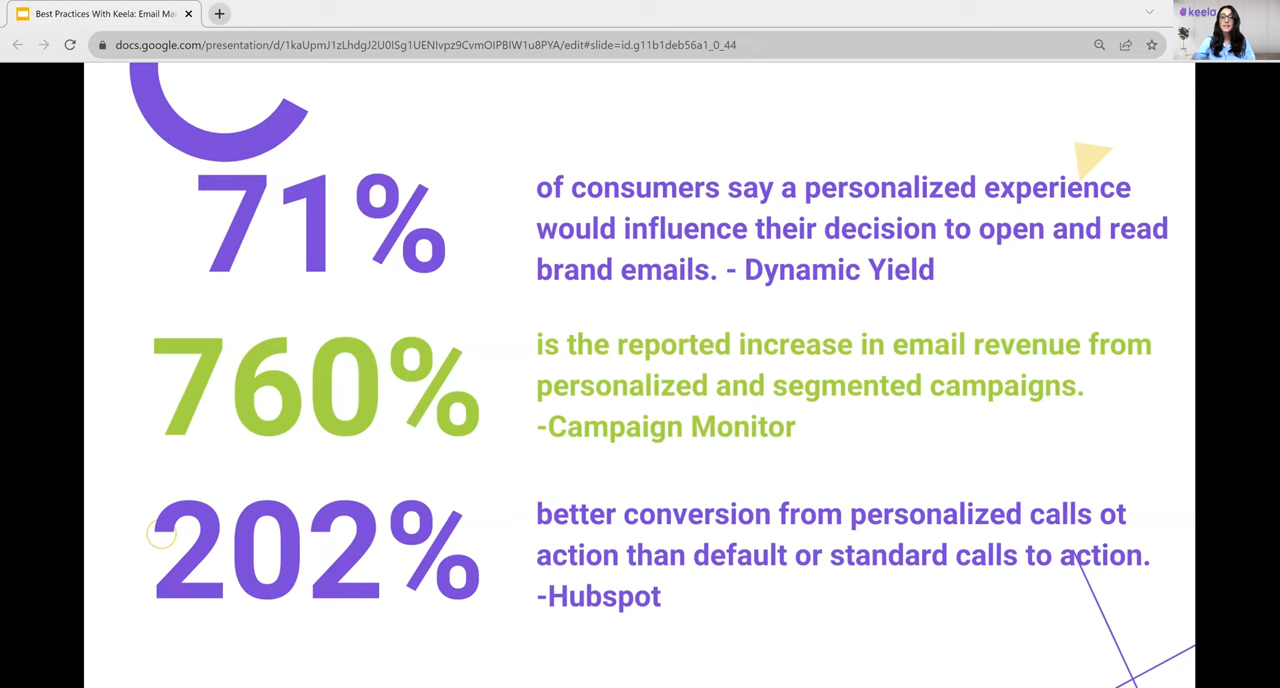 Best Practices With Keela: Email Mar
docs.google.com/presentation/d/1kaUpmJ1zLhdgJ2U0ISg1UENIvpz9CvmOIPBIW1u8PYA/edit#slide=id.g11b1deb56a1_0_44
keela
71%
of consumers say a personalized experience
would influence their decision to open and read
brand emails. - Dynamic Yield
760%
is the reported increase in email revenue from
personalized and segmented campaigns.
-Campaign Monitor
202%
better conversion from personalized calls ot
action than default or standard calls to action.
-Hubspot